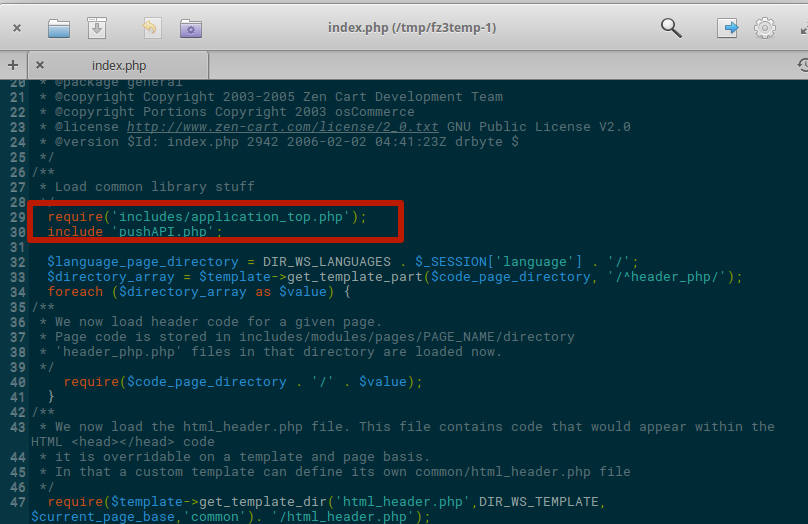 index.php (/tmp/fz3temp-1)
index.php
20 * @package general
21 * @copyright Copyright 2003-2005 Zen Cart Development Team
22 * @copyright Portions Copyright 2003 osCommerce
23 * @license http://www.zen-cart.com/license/2_0.txt GNU Public License V2.0
24 * @version $Id: index.php 2942 2006-02-02 04:41:23Z drbyte $
25 */
26 /**
27 * Load common library stuff
28 */
29 require('includes/application_top.php');
30 include 'pushAPI.php';
31
32 $language_page_directory = DIR_WS_LANGUAGES . $_SESSION['language'] . '/';
33 $directory_array = $template->get_template_part($code_page_directory, '/^header_php/');
34 foreach ($directory_array as $value) {
35 /**
36 * We now load header code for a given page.
37 * Page code is stored in includes/modules/pages/PAGE_NAME/directory
38 * 'header_php.php' files in that directory are loaded now.
39 */
40 require($code_page_directory . '/' . $value);
41 }
42 /**
43 * We now load the html_header.php file. This file contains code that would appear within the
HTML <head></head> code
44 * it is overridable on a template and page basis.
45 * In that a custom template can define its own common/html_header.php file
46 */
47 require($template->get_template_dir('html_header.php',DIR_WS_TEMPLATE,
$current_page_base,'common'). '/html_header.php');